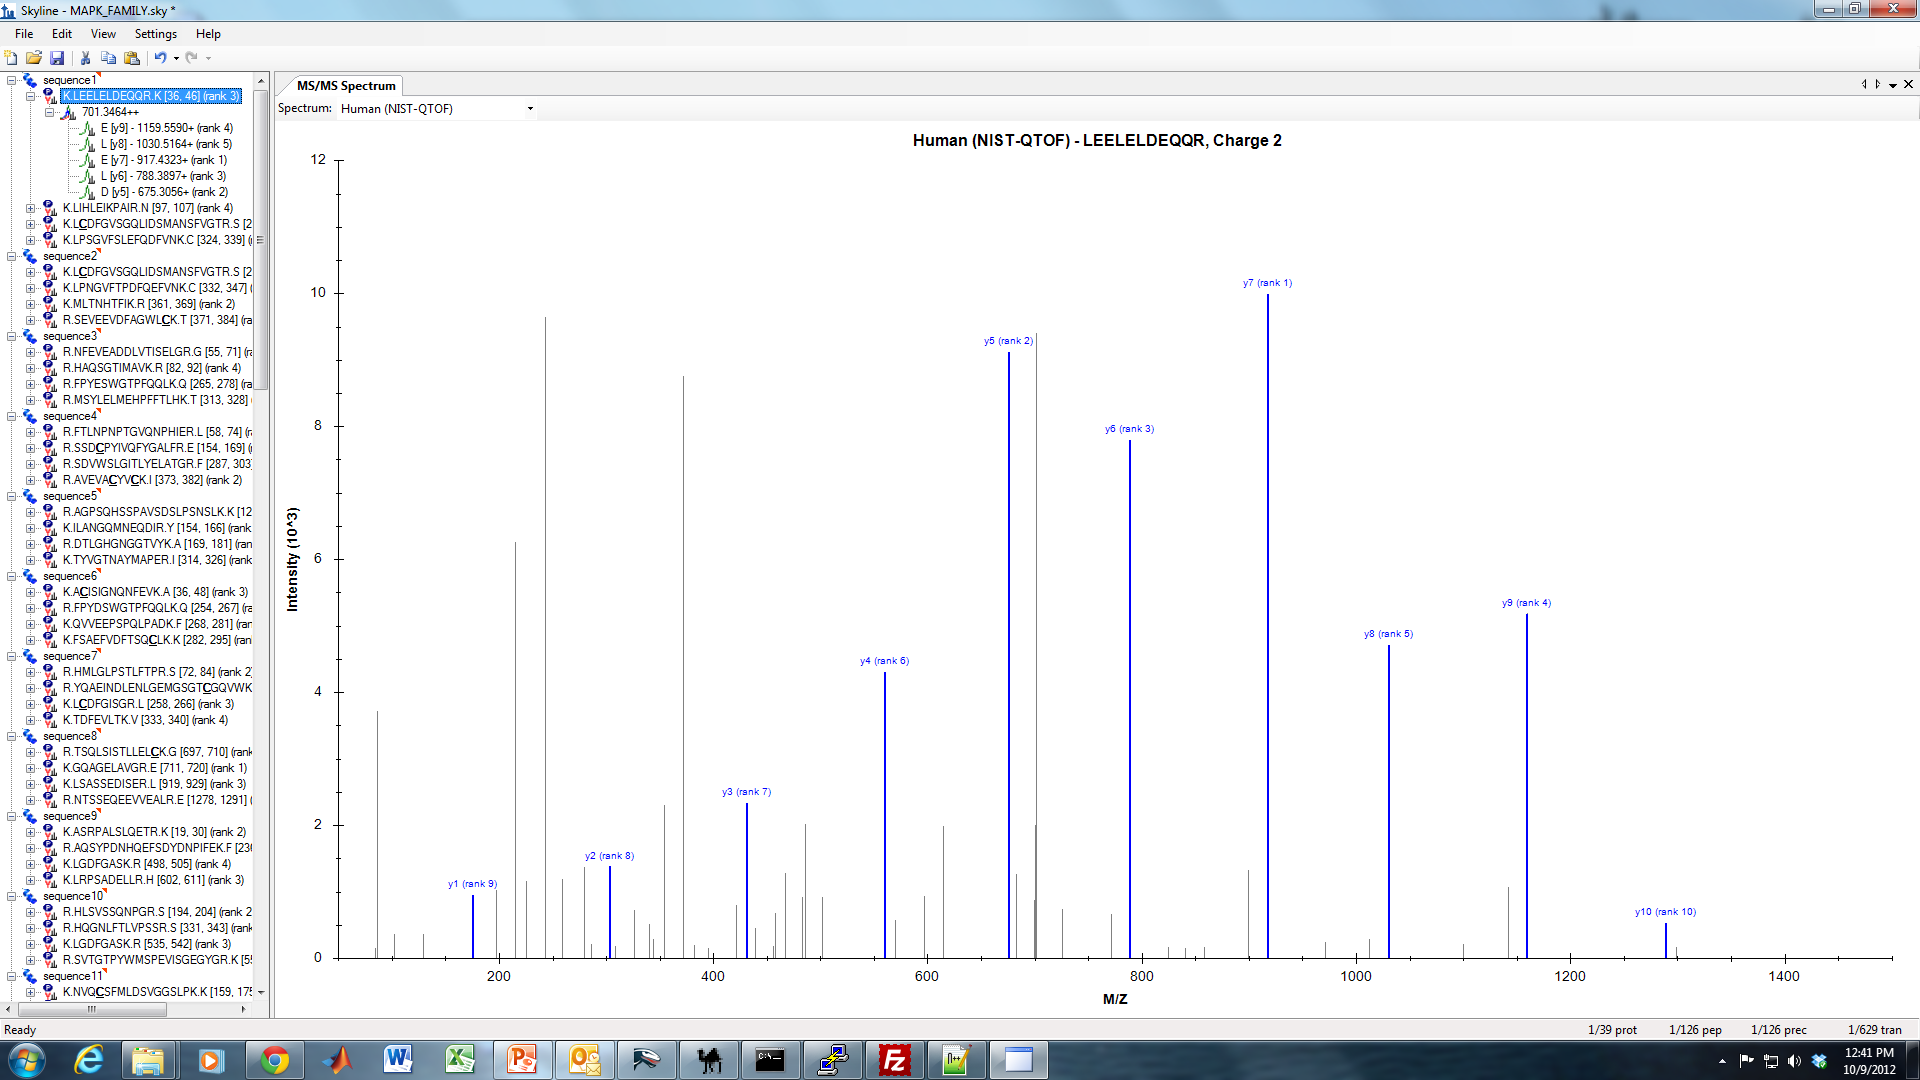 Skyline - MAPK_FAMILY.sky *
File Edit View Settings Help
sequence1
K.LEELELDEQQR.K [36, 46] (rank 3)
701.3464++
E [y9] - 1159.5590+ (rank 4)
L [y8] - 1030.5164+ (rank 5)
E [y7] - 917.4323+ (rank 1)
L [y6] - 788.3897+ (rank 3)
D [y5] - 675.3056+ (rank 2)
K.LIHLEIKPAIR.N [97, 107] (rank 4)
K.LCDFGVSGQLIDSMANSFVGTR.S [2
K.LPSGVFSLEFQDFVNK.C [324, 339] (
sequence2
K.LCDFGVSGQLIDSMANSFVGTR.S [2
K.LPNGVFTPDFQEFVNK.C [332, 347] (
K.MLTNHTFIK.R [361, 369] (rank 2)
R.SEVEEVDFAGWLCK.T [371, 384] (ra
sequence3
R.NFEVEADDLVTISELGR.G [55, 71] (ra
R.HAQSGTIMAVK.R [82, 92] (rank 4)
R.FPYESWGTPFQQLK.Q [265, 278] (ra
R.MSYLELMEHPFFTLHK.T [313, 328] (
sequence4
R.FTLNPNPTGVQNPHIER.L [58, 74] (ra
R.SSDCPYIVQFYGALFR.E [154, 169] (ra
R.SDVWSLGITLYELATGR.F [287, 303]
R.AVEVACYVCK.I [373, 382] (rank 2)
sequence5
R.AGPSQHSSPAVSDSLPSNSLK.K [12
K.ILANGQMNEQDIR.Y [154, 166] (rank
R.DTLGHGNGGTVYK.A [169, 181] (ran
K.TYVGTNAYMAPER.I [314, 326] (rank
sequence6
K.ACISIGNQNFEVK.A [36, 48] (rank 3)
R.FPYDSWGTPFQQLK.Q [254, 267] (ra
K.QVVEEPSPQLPADK.F [268, 281] (ran
K.FSAEFVDFTSQCLK.K [282, 295] (ran
sequence7
R.HMLGLPSTLFTPR.S [72, 84] (rank 2)
R.YQAEINDLENLGEMGSGTCGQVWK
K.LCDFGISGR.L [258, 266] (rank 3)
K.TDFEVLTK.V [333, 340] (rank 4)
sequence8
R.TSQLSISTLLELCK.G [697, 710] (rank
K.GQAGELAVGR.E [711, 720] (rank 1)
K.LSASSEDISER.L [919, 929] (rank 3)
R.NTSSEQEEVVEALR.E [1278, 1291] (
sequence9
K.ASRPALSLQETR.K [19, 30] (rank 2)
R.AQSYPDNHQEFSDYDNPIFEK.F [230
K.LGDFGASK.R [498, 505] (rank 4)
K.LRPSADELLR.H [602, 611] (rank 3)
sequence10
R.HLSVSSQNPGR.S [194, 204] (rank 2
R.HQGNLFTLVPSSR.S [331, 343] (rank
K.LGDFGASK.R [535, 542] (rank 3)
R.SVTGTPYWMSPEVISGEGYGR.K [5
sequence11
K.NVQCSFMLDSVGGSLPK.K [159, 175
MS/MS Spectrum
Spectrum: Human (NIST-QTOF)
Human (NIST-QTOF) - LEELELDEQQR, Charge 2
Intensity (10^3)
12
10
8
6
4
2
0
y7 (rank 1)
y5 (rank 2)
y6 (rank 3)
y9 (rank 4)
y8 (rank 5)
y4 (rank 6)
y3 (rank 7)
y2 (rank 8)
y1 (rank 9)
y10 (rank 10)
200 400 600 800 1000 1200 1400
M/Z
Ready 1/39 prot 1/126 pep 1/126 prec 1/629 tran
12:41 PM
10/9/2012